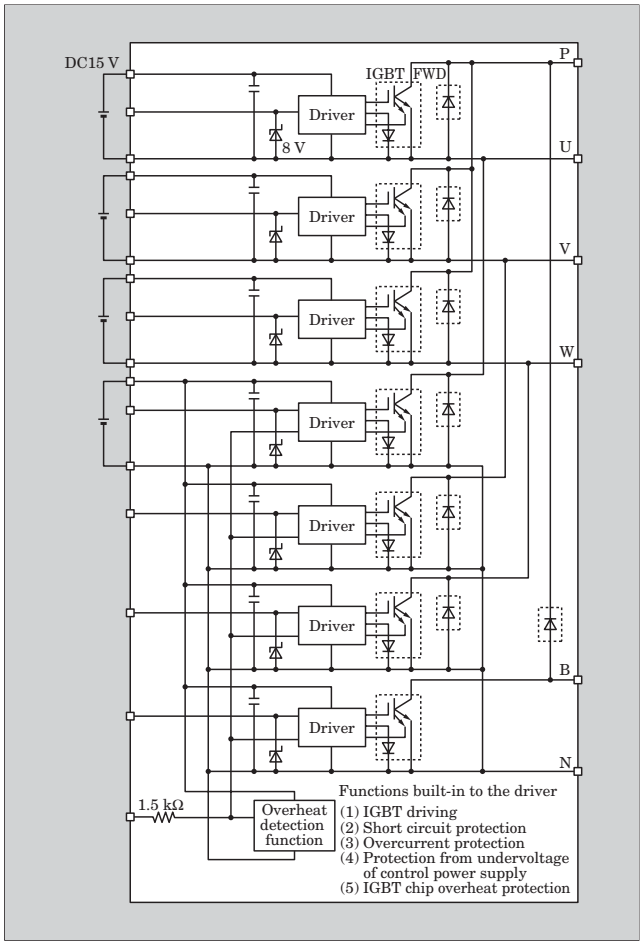 DC15 V
P
IGBT
FWD
Driver
8 V
U
Driver
V
Driver
W
Driver
Driver
Driver
B
Driver
N
1.5 kΩ
Overheat
detection
function
Functions built-in to the driver
(1) IGBT driving
(2) Short circuit protection
(3) Overcurrent protection
(4) Protection from undervoltage
of control power supply
(5) IGBT chip overheat protection